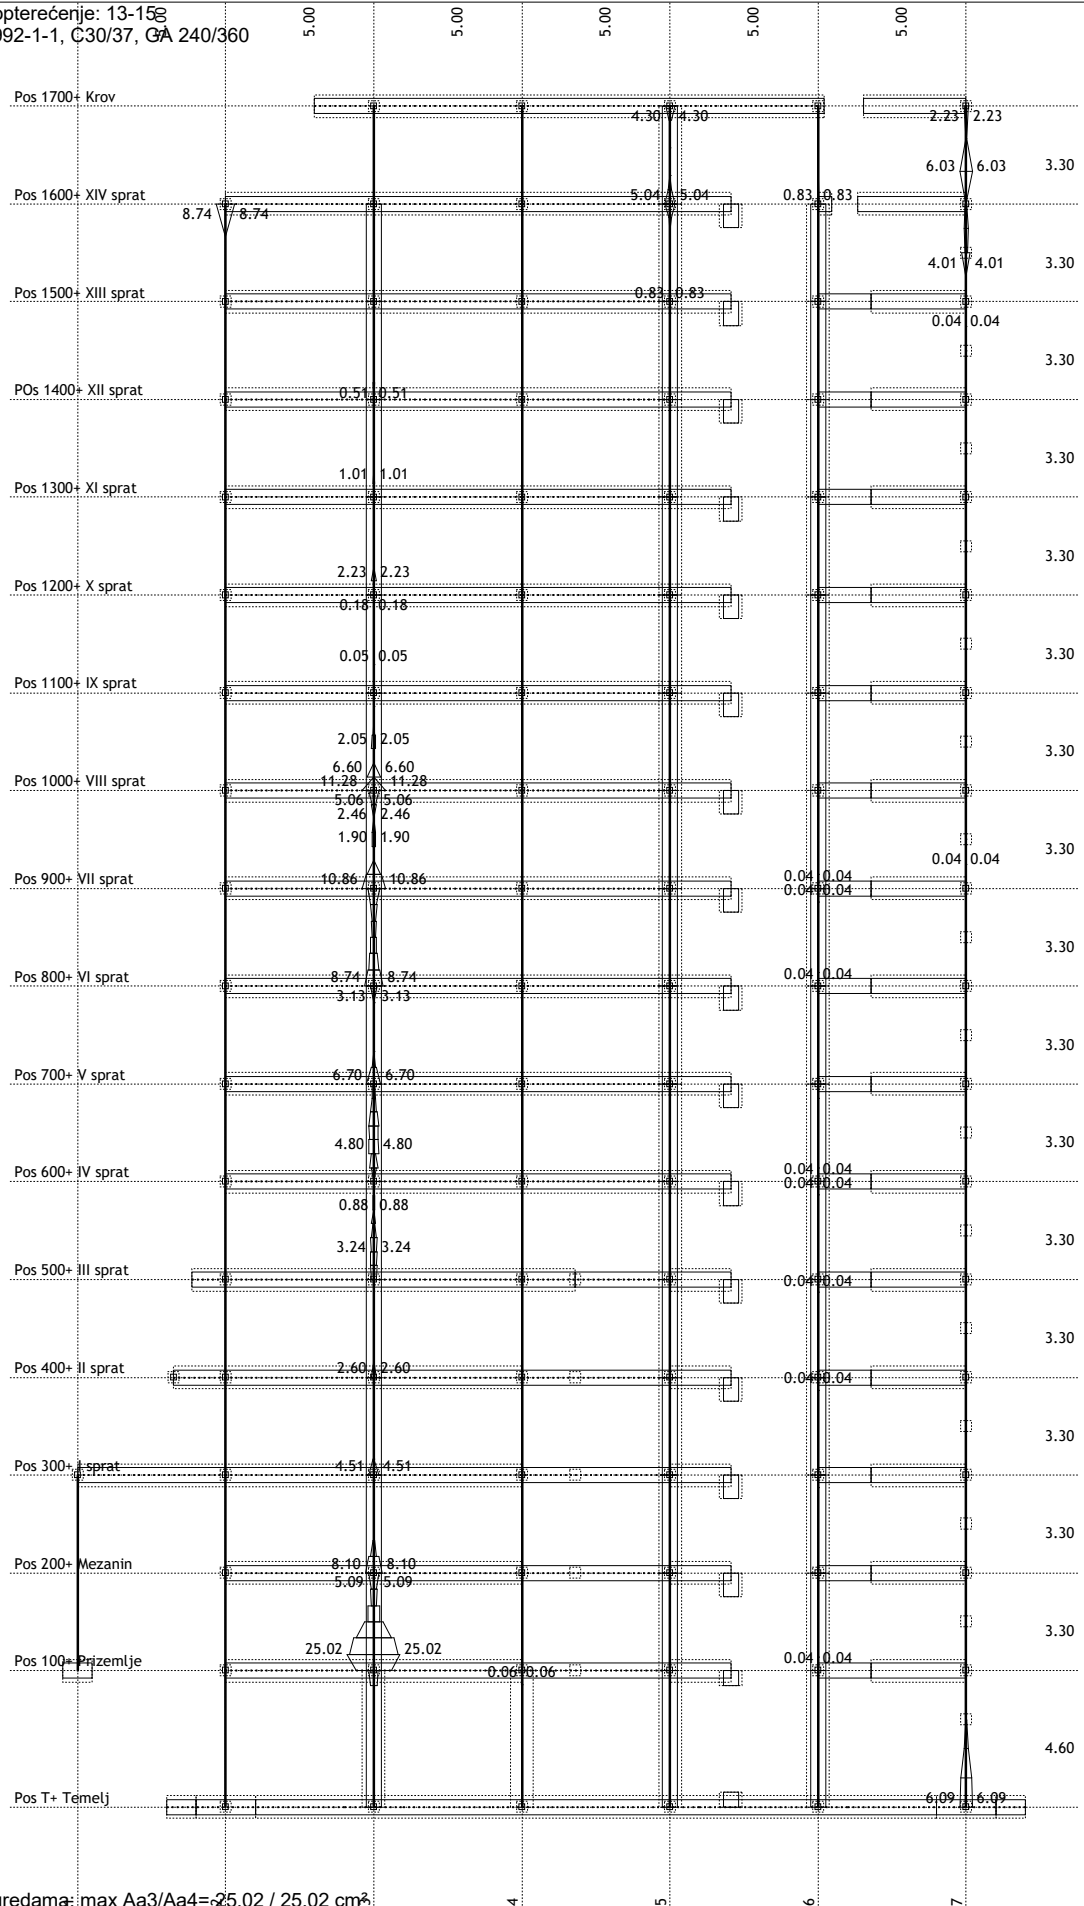 opterećenje: 13-15
092-1-1, C30/37, GA 240/360
5.00 5.00 5.00 5.00 5.00 5.00
Pos 1700+ Krov
4.30 4.30 2.23 2.23
6.03 6.03 3.30
Pos 1600+ XIV sprat 5.04 5.04 0.83 0.83
8.74 8.74
4.01 4.01 3.30
Pos 1500+ XIII sprat 0.83 0.83
0.04 0.04
3.30
POs 1400+ XII sprat 0.51 0.51
3.30
Pos 1300+ XI sprat 1.01 1.01
3.30
Pos 1200+ X sprat 2.23 2.23
0.18 0.18
0.05 0.05 3.30
Pos 1100+ IX sprat
2.05 2.05 3.30
6.60 6.60
Pos 1000+ VIII sprat 11.28 11.28
5.06 5.06
2.46 2.46
1.90 1.90 3.30
0.04 0.04
Pos 900+ VII sprat 10.86 10.86 0.04 0.04
0.04 0.04
3.30
Pos 800+ VI sprat 8.74 8.74 0.04 0.04
3.13 3.13
3.30
Pos 700+ V sprat 6.70 6.70
4.80 4.80 3.30
Pos 600+ IV sprat 0.04 0.04
0.04 0.04
0.88 0.88
3.24 3.24 3.30
Pos 500+ III sprat 0.04 0.04
3.30
Pos 400+ II sprat 2.60 2.60
0.04 0.04
3.30
Pos 300+ I sprat 4.51 4.51
3.30
Pos 200+ Mezanin 8.10 8.10
5.09 5.09
3.30
25.02 25.02
Pos 100+ Prizemlje 0.04 0.04
0.06 0.06
4.60
Pos T+ Temelj 6.09 6.09
gredama: max Aa3/Aa4= 25.02 / 25.02 cm²
2 3 4 5 6 7